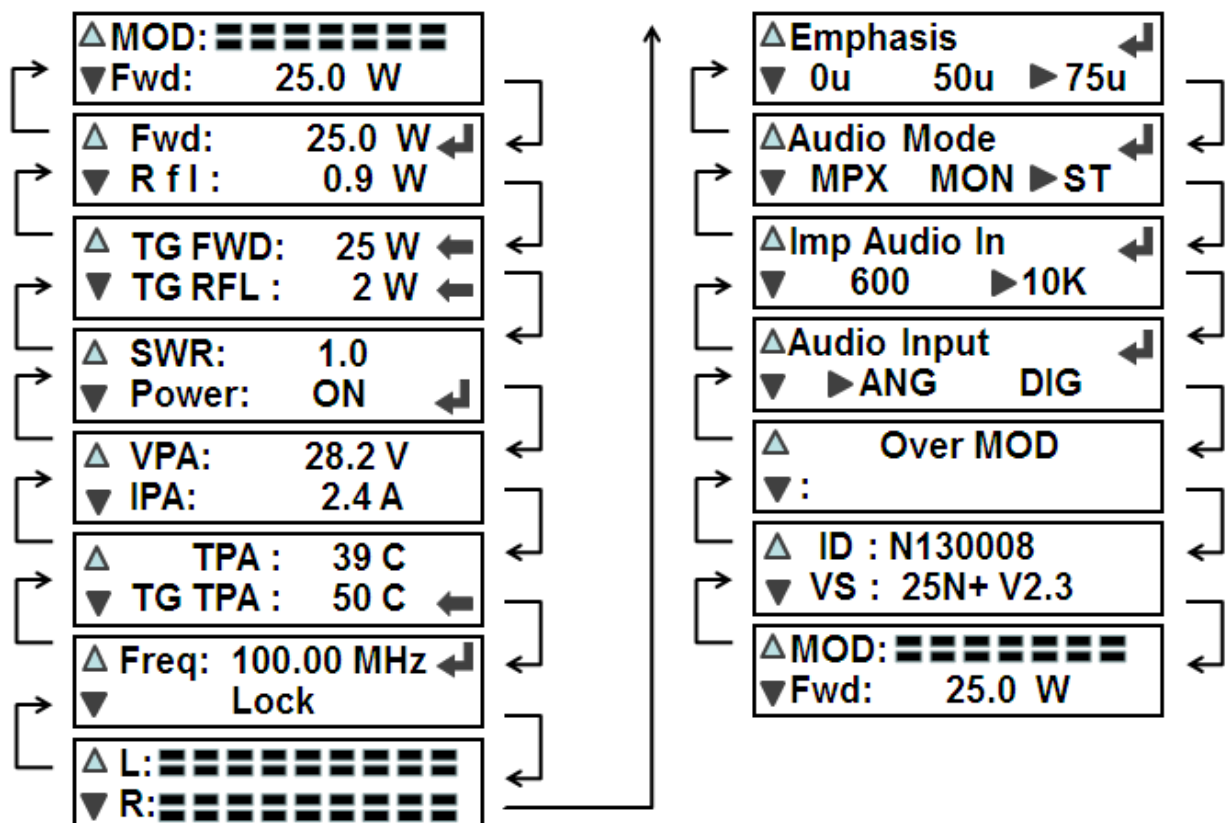 MOD:
Fwd: 25.0 W
Fwd: 25.0 W
Rfl: 0.9 W
TG FWD: 25 W
TG RFL : 2 W
SWR: 1.0
Power: ON
VPA: 28.2 V
IPA: 2.4 A
TPA : 39 C
TG TPA : 50 C
Freq: 100.00 MHz
Lock
L:
R:
Emphasis
0u 50u 75u
Audio Mode
MPX MON ST
Imp Audio In
600 10K
Audio Input
ANG DIG
Over MOD
:
ID : N130008
VS : 25N+ V2.3
MOD:
Fwd: 25.0 W